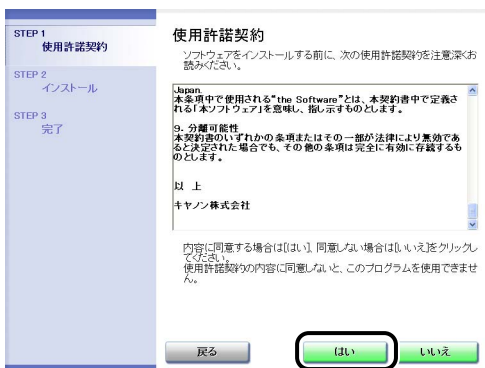 STEP 1
使用許諾契約
STEP 2
インストール
STEP 3
完了
使用許諾契約
ソフトウェアをインストールする前に、次の使用許諾契約を注意深くお
読みください。
Japan.
本条項中で使用される“the Software”とは、本契約書中で定義さ
れる「本ソフトウェア」を意味し、指し示すものとします。
9. 分離可能性
本契約書のいずれかの条項またはその一部が法律により無効であ
ると決定された場合でも、その他の条項は完全に有効に存続するも
のとします。
以 上
キヤノン株式会社
内容に同意する場合は[はい]、同意しない場合は[いいえ]をクリックし
てください。
使用許諾契約の内容に同意しないと、このプログラムを使用できませ
ん。
戻る
はい
いいえ